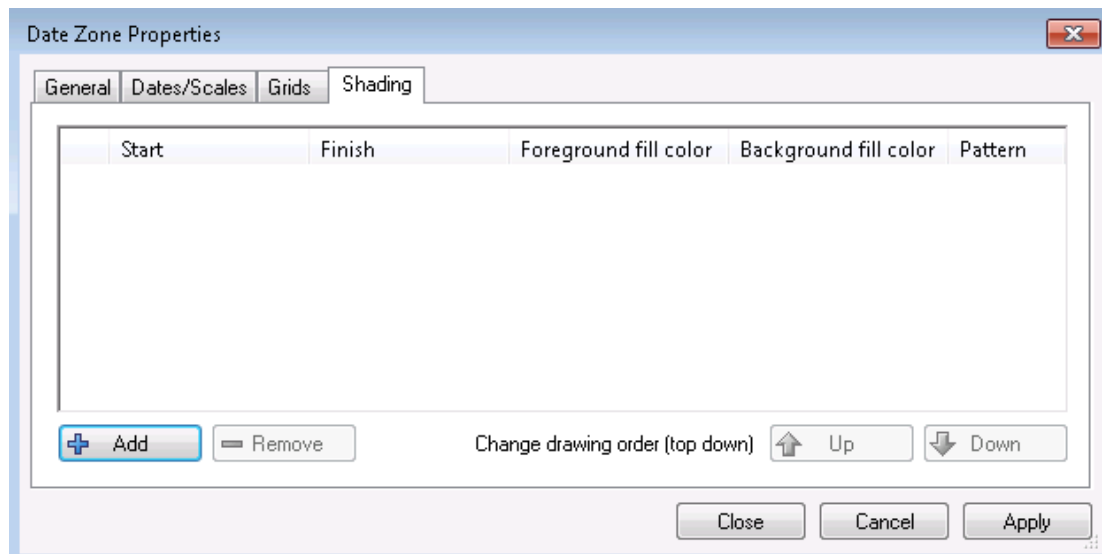 Date Zone Properties
General Dates/Scales Grids Shading
Start Finish Foreground fill color Background fill color Pattern
Add Remove Change drawing order (top down) Up Down
Close Cancel Apply